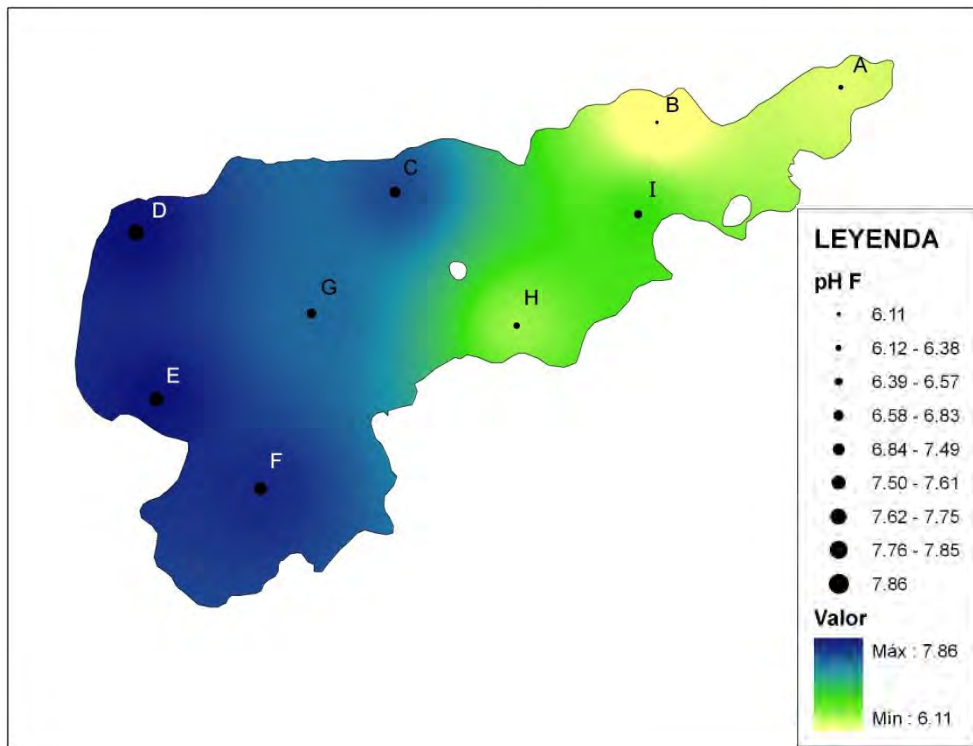 A
B
C
I
D
G
H
E
F
LEYENDA
pH F
6.11
6.12 - 6.38
6.39 - 6.57
6.58 - 6.83
6.84 - 7.49
7.50 - 7.61
7.62 - 7.75
7.76 - 7.85
7.86
Valor
Máx : 7.86
Mín : 6.11